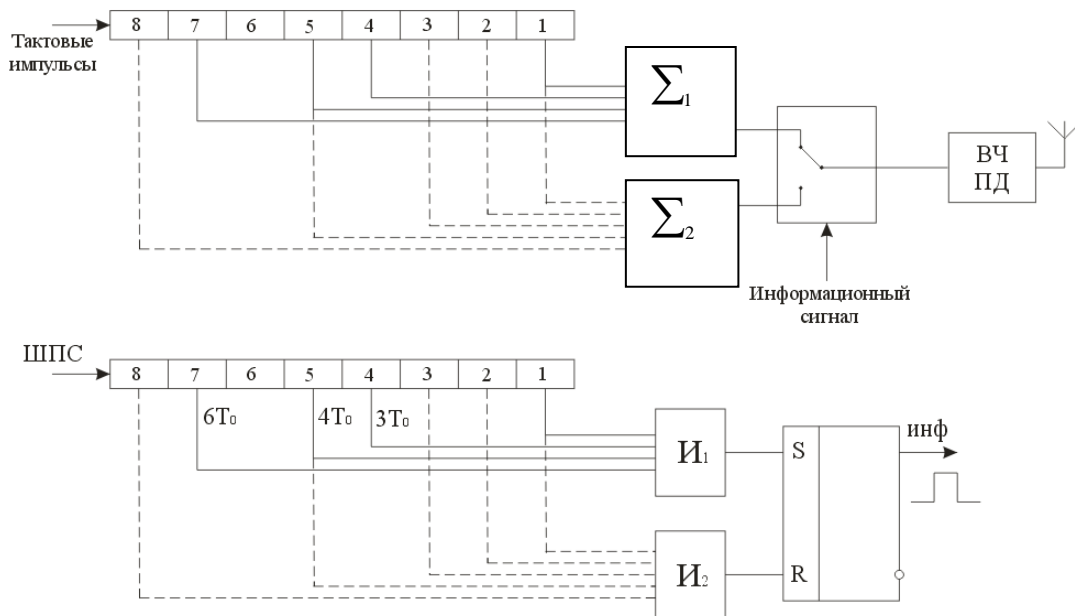 8 7 6 5 4 3 2 1
Тактовые
импульсы
∑1
∑2
ВЧ
ПД
Информационный
сигнал
ШПС
8 7 6 5 4 3 2 1
6T₀ 4T₀ 3T₀
И1
И2
S
R
инф